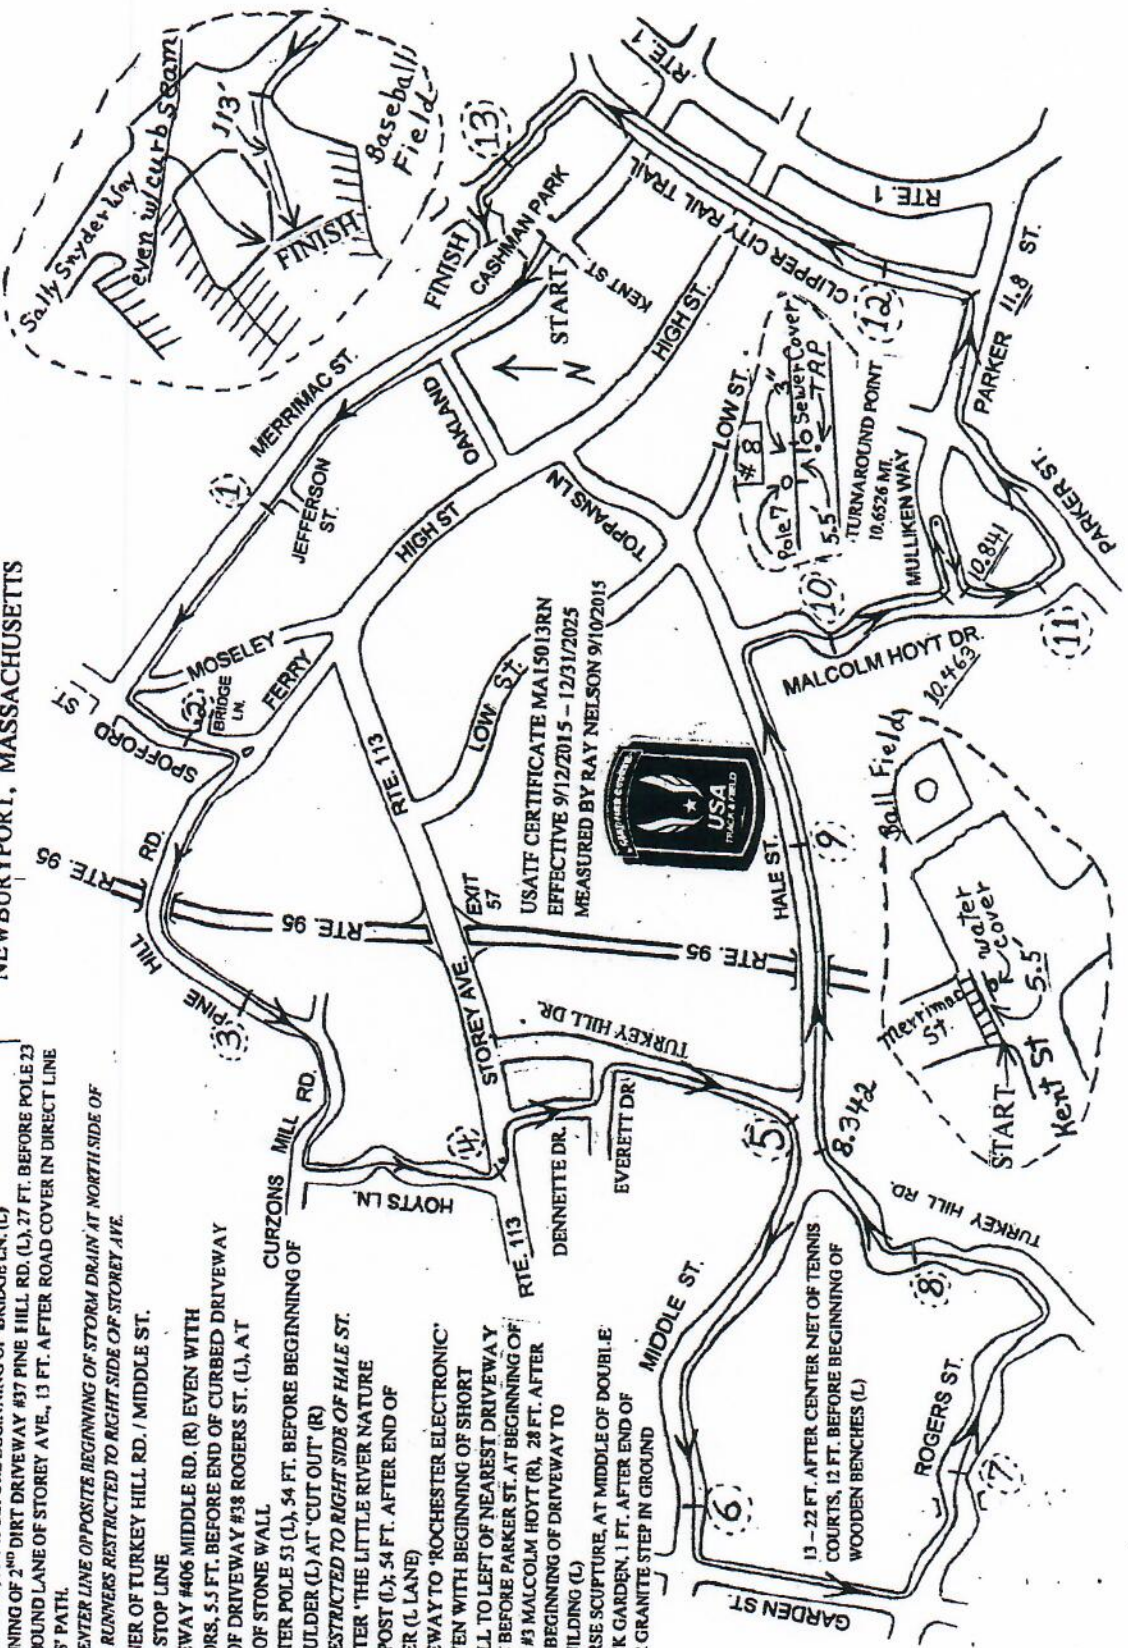 NEWBURYPORT, MASSACHUSETTS
NING OF 2ND DIRT DRIVEWAY #37 PINE HILL RD. (L), 27 FT. BEFORE POLE 23
OUND LANE OF STOREY AVE., 13 FT. AFTER ROAD COVER IN DIRECT LINE
S' PATH.
ENTER LINE OPPOSITE BEGINNING OF STORM DRAIN AT NORTH SIDE OF
RUNNERS RESTRICTED TO RIGHT SIDE OF STOREY AVE.
NER OF TURKEY HILL RD. / MIDDLE ST.
STOP LINE
WAY #406 MIDDLE RD. (R) EVEN WITH
ORS, 5.5 FT. BEFORE END OF CURBED DRIVEWAY
OF DRIVEWAY #38 ROGERS ST. (L), AT
OF STONE WALL
TER POLE 53 (L), 54 FT. BEFORE BEGINNING OF
ULDER (L) AT 'CUT OUT' (R)
ESTRICTED TO RIGHT SIDE OF HALE ST.
TER 'THE LITTLE RIVER NATURE
POST (L); 54 FT. AFTER END OF
ER (L LANE)
EWAY TO 'ROCHESTER ELECTRONIC'
EN WITH BEGINNING OF SHORT
LL TO LEFT OF NEAREST DRIVEWAY
BEFORE PARKER ST. AT BEGINNING OF
#3 MALCOLM HOYT (R), 28 FT. AFTER
BEGINNING OF DRIVEWAY TO
ILDING (L)
RSE SCUPTURE, AT MIDDLE OF DOUBLE
K GARDEN, 1 FT. AFTER END OF
GRANITE STEP IN GROUND
13 – 22 FT. AFTER CENTER NET OF TENNIS
COURTS, 12 FT. BEFORE BEGINNING OF
WOODEN BENCHES (L)
Sally Snyder Way
even w/ curb seam
113'
FINISH
Baseball
Field
13
FINISH
CASHMAN PARK
START
KENT ST.
MERRIMAC ST.
1
JEFFERSON
ST.
OAKLAND
N
HIGH ST.
HIGH ST
TOPPANS LN
LOW ST.
RTE. 1
RTE. 1
CLIPPER CITY RAIL TRAIL
12
PARKER ST.
11.8
PARKER ST.
# 8
Pole 7
3"
Sewer Cover
5.5'
TRP
TURNAROUND POINT
10.6526 MI.
MULLIKEN WAY
10.841
10
11
MALCOLM HOYT DR.
10.463
SPOFFORD
L ST.
MOSELEY
2
BRIDGE
LN.
FERRY
RTE. 113
LOW St.
USATF CERTIFICATE MA15013RN
EFFECTIVE 9/12/2015 – 12/31/2025
MEASURED BY RAY NELSON 9/10/2015
USA
TRACK & FIELD
RTE. 95
RTE. 95
RTE. 95
EXIT
57
PINE HILL RD.
3
CURZONS MILL RD.
HOYTS LN.
4
STOREY AVE.
RTE. 113
DENNETTE DR.
EVERETT DR
TURKEY HILL DR.
5
HALE ST.
9
8.342
MIDDLE ST.
6
GARDEN ST.
ROGERS ST.
7
8
TURKEY HILL RD.
Ball Field
Merrimac
St.
water
cover
5.5'
START
Kent St